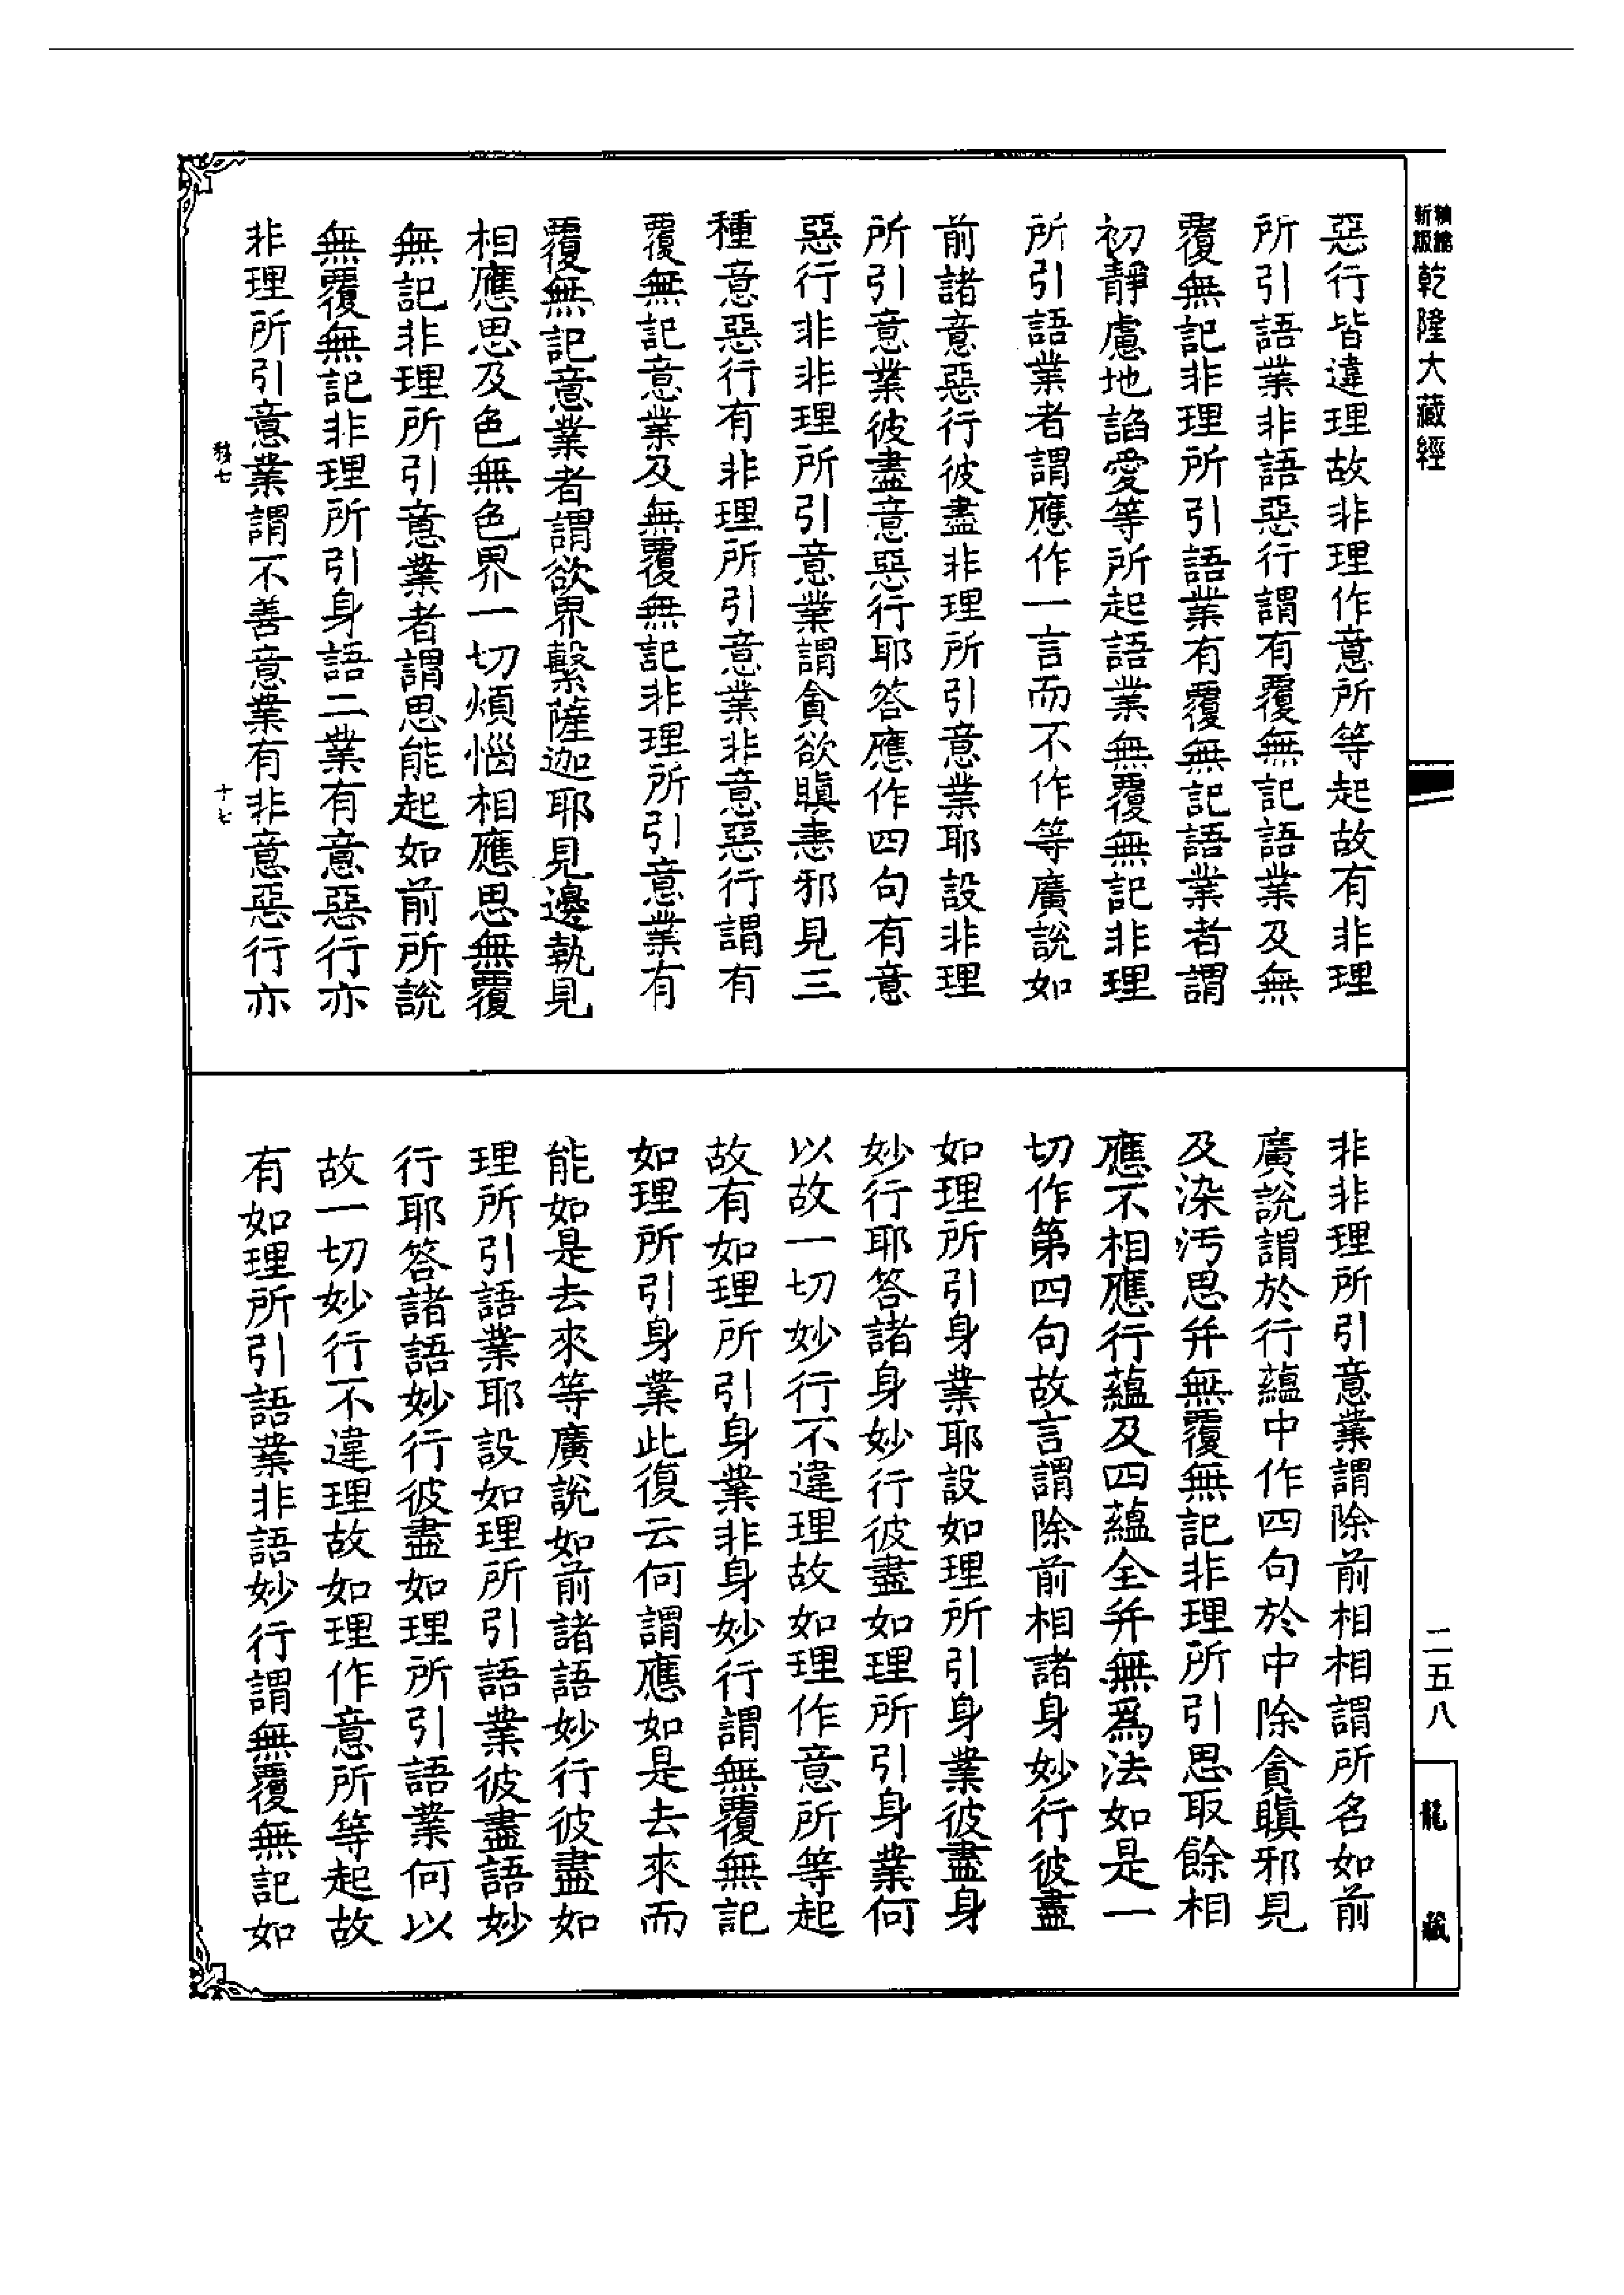 乾隆大藏經
惡行皆違理故非理作意所等起故有非理
所引語業非語惡行謂有覆無記語業及無
覆無記非理所引語業有覆無記語業者謂
初靜慮地諂愛等所起語業無覆無記非理
所引語業者謂應作一言而不作等廣說如
前諸意惡行彼盡非理所引意業耶設非理
所引意業彼盡意惡行耶答應作四句有意
惡行非非理所引意業謂貪欲瞋恚邪見三
種意惡行有非理所引意業非意惡行謂有
覆無記意業及無覆無記非理所引意業有
覆無記意業者謂欲界繫薩迦耶見邊執見
相應思及色無色界一切煩惱相應思無覆
無記非理所引意業者謂思能起如前所說
無覆無記非理所引身語二業有意惡行亦
非理所引意業謂不善意業有非意惡行亦
十七
非非理所引意業謂除前相相謂所名如前
廣說謂於行蘊中作四句於中除貪瞋邪見
及染汚思幷無覆無記非理所引思取餘相
應不相應行蘊及四蘊全幷無爲法如是一
切作第四句故言謂除前相諸身妙行彼盡
如理所引身業耶設如理所引身業彼盡身
妙行耶答諸身妙行彼盡如理所引身業何
以故一切妙行不違理故如理作意所等起
故有如理所引身業非身妙行謂無覆無記
如理所引身業此復云何謂應如是去來而
能如是去來等廣說如前諸語妙行彼盡如
理所引語業耶設如理所引語業彼盡語妙
行耶答諸語妙行彼盡如理所引語業何以
故一切妙行不違理故如理作意所等起故
有如理所引語業非語妙行謂無覆無記如
二五八
龍藏